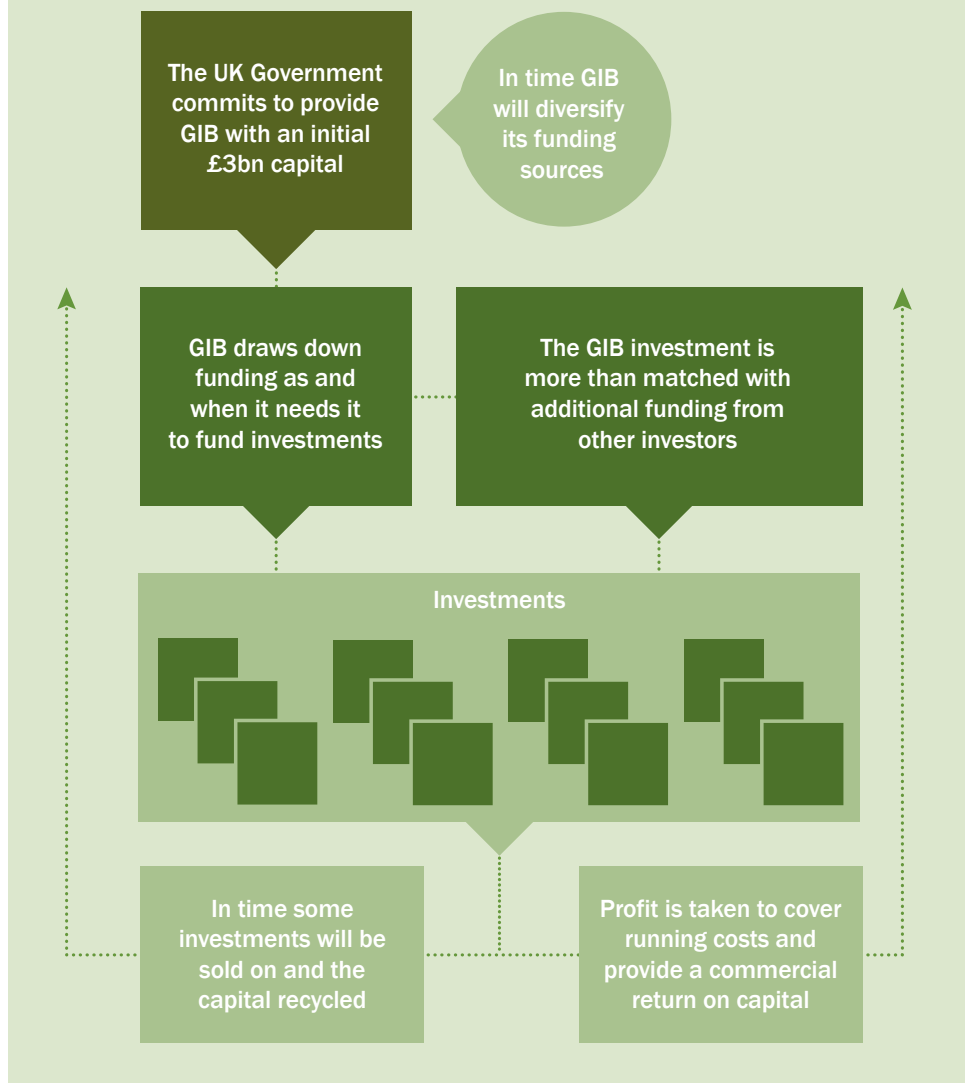 The UK Government
commits to provide
GIB with an initial
£3bn capital
In time GIB
will diversify
its funding
sources
GIB draws down
funding as and
when it needs it
to fund investments
The GIB investment is
more than matched with
additional funding from
other investors
Investments
In time some
investments will be
sold on and the
capital recycled
Profit is taken to cover
running costs and
provide a commercial
return on capital